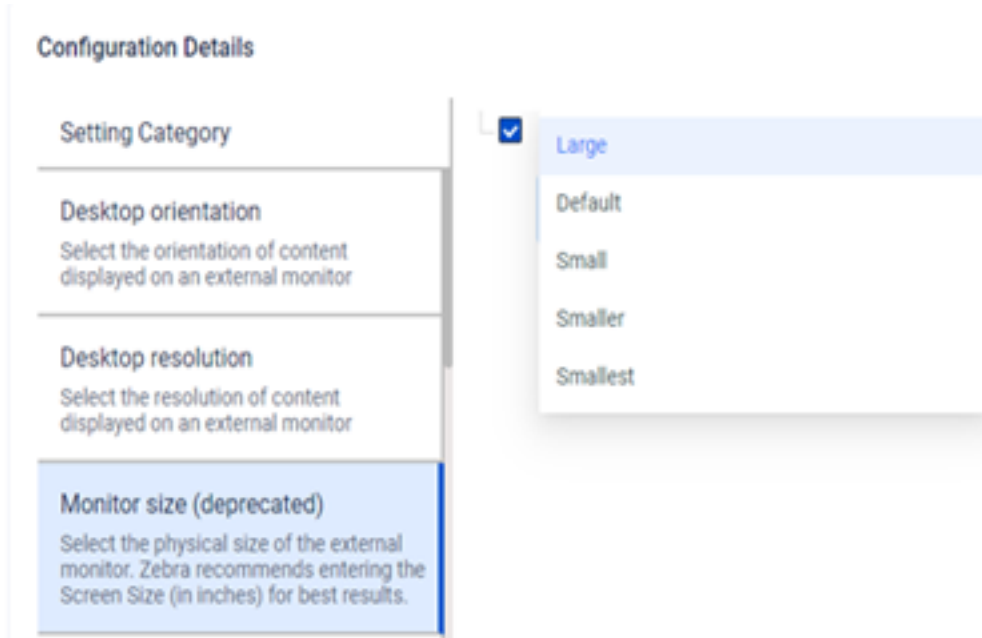 Configuration Details
Setting Category
Desktop orientation
Select the orientation of content
displayed on an external monitor
Desktop resolution
Select the resolution of content
displayed on an external monitor
Monitor size (deprecated)
Select the physical size of the external
monitor. Zebra recommends entering the
Screen Size (in inches) for best results.
Large
Default
Small
Smaller
Smallest